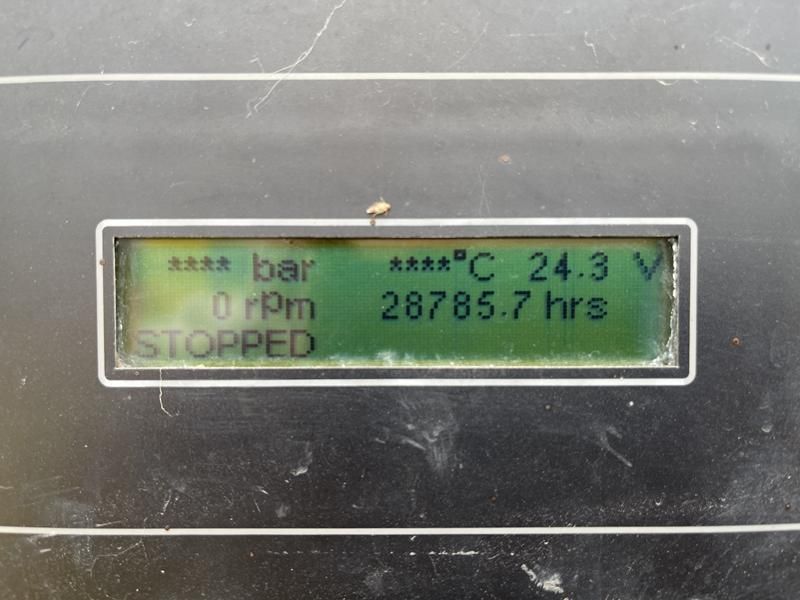 **** bar ****°C 24.3 V
0 rpm 28785.7 hrs
STOPPED